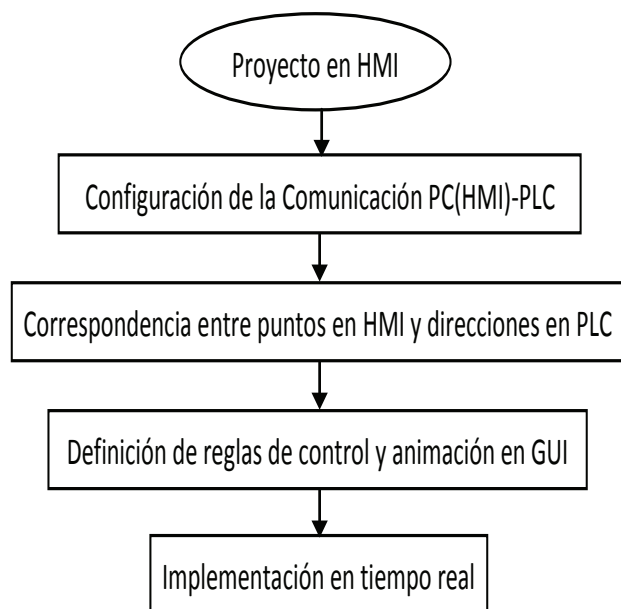 Proyecto en HMI
Configuración de la Comunicación PC(HMI)-PLC
Correspondencia entre puntos en HMI y direcciones en PLC
Definición de reglas de control y animación en GUI
Implementación en tiempo real